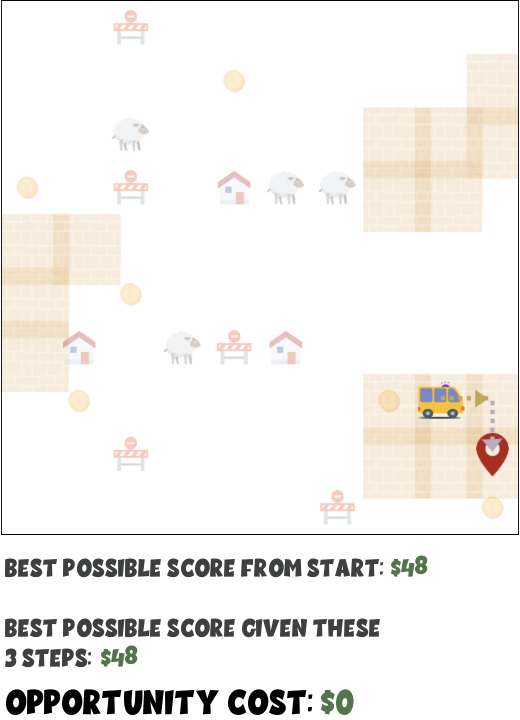 BEST POSSIBLE SCORE FROM START: $48
BEST POSSIBLE SCORE GIVEN THESE
3 STEPS: $48
OPPORTUNITY COST: $0